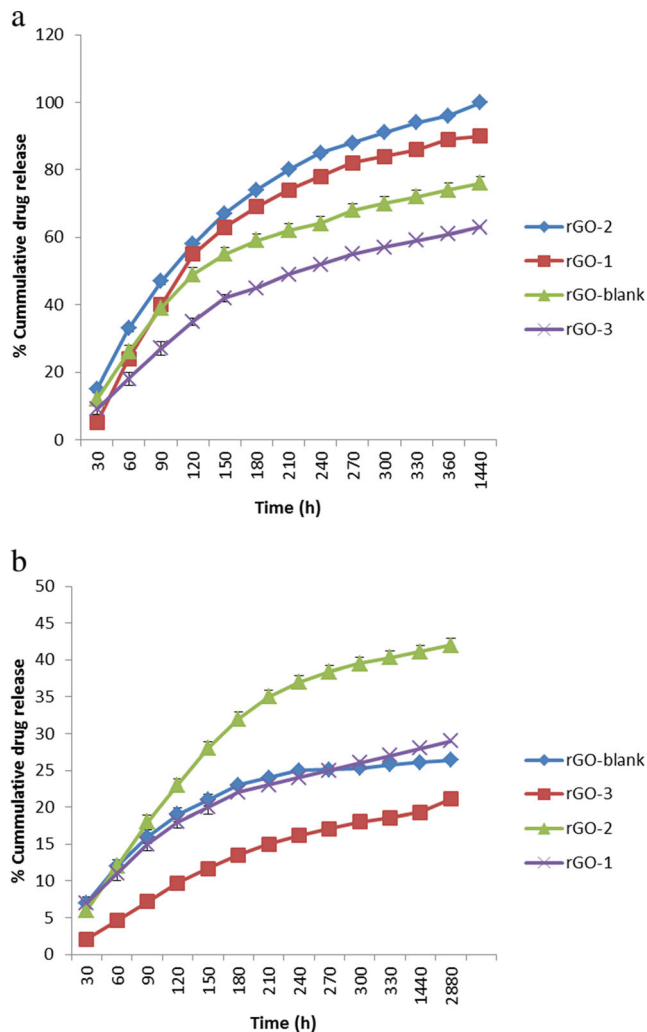 a
120
100
80
60
40
20
0
% Cummulative drug release
30 60 90 120 150 180 210 240 270 300 330 360 1440
Time (h)
rGO-2
rGO-1
rGO-blank
rGO-3
b
50
45
40
35
30
25
20
15
10
5
0
% Cummulative drug release
30 60 90 120 150 180 210 240 270 300 330 1440 2880
Time (h)
rGO-blank
rGO-3
rGO-2
rGO-1